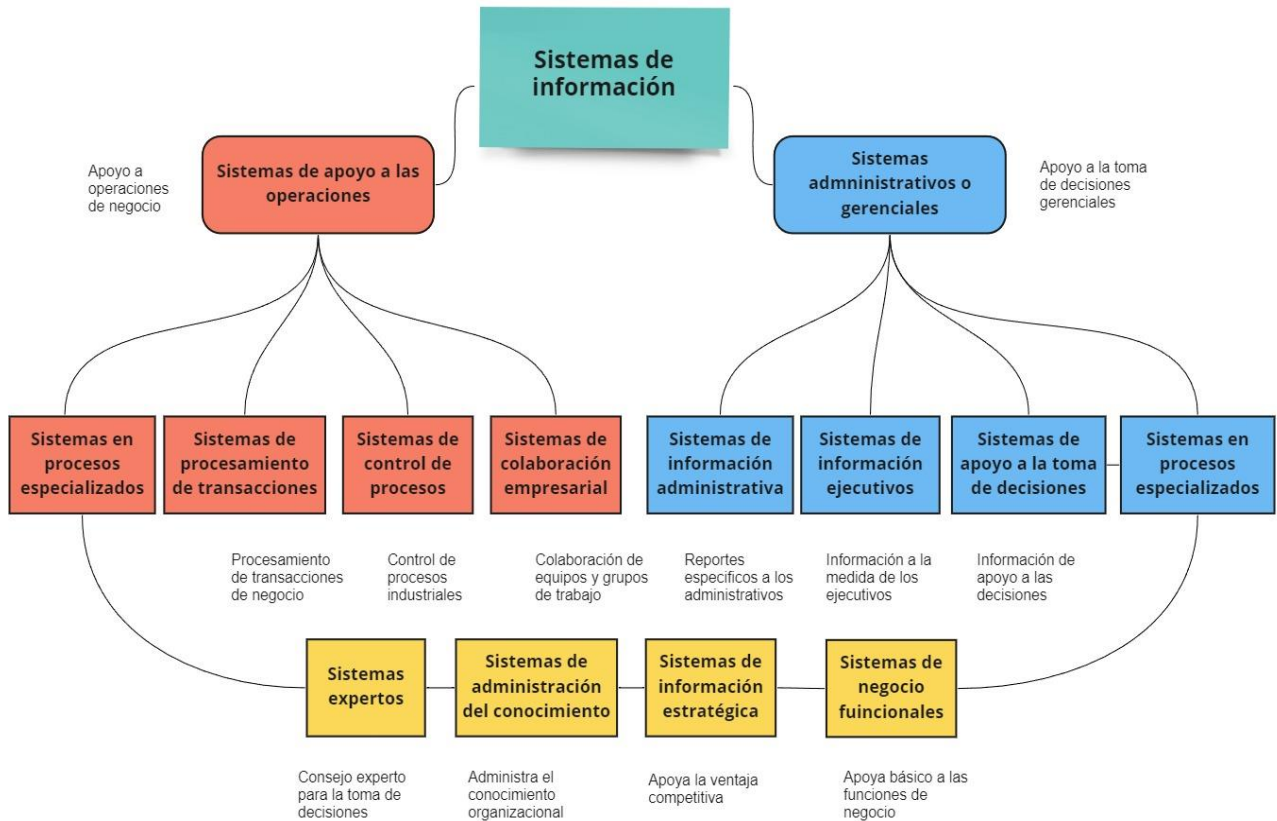 Sistemas de
información
Apoyo a
operaciones
de negocio
Sistemas de apoyo a las
operaciones
Sistemas
admninistrativos o
gerenciales
Apoyo a la toma
de decisiones
gerenciales
Sistemas en
procesos
especializados
Sistemas de
procesamiento
de transacciones
Sistemas de
control de
procesos
Sistemas de
colaboración
empresarial
Sistemas de
información
administrativa
Sistemas de
información
ejecutivos
Sistemas de
apoyo a la toma
de decisiones
Sistemas en
procesos
especializados
Procesamiento
de transacciones
de negocio
Control de
procesos
industriales
Colaboración de
equipos y grupos
de trabajo
Reportes
especificos a los
administrativos
Información a la
medida de los
ejecutivos
Información de
apoyo a las
decisiones
Sistemas
expertos
Sistemas de
administración
del conocimiento
Sistemas de
información
estratégica
Sistemas de
negocio
fuincionales
Consejo experto
para la toma de
decisiones
Administra el
conocimiento
organizacional
Apoya la ventaja
competitiva
Apoya básico a las
funciones de
negocio